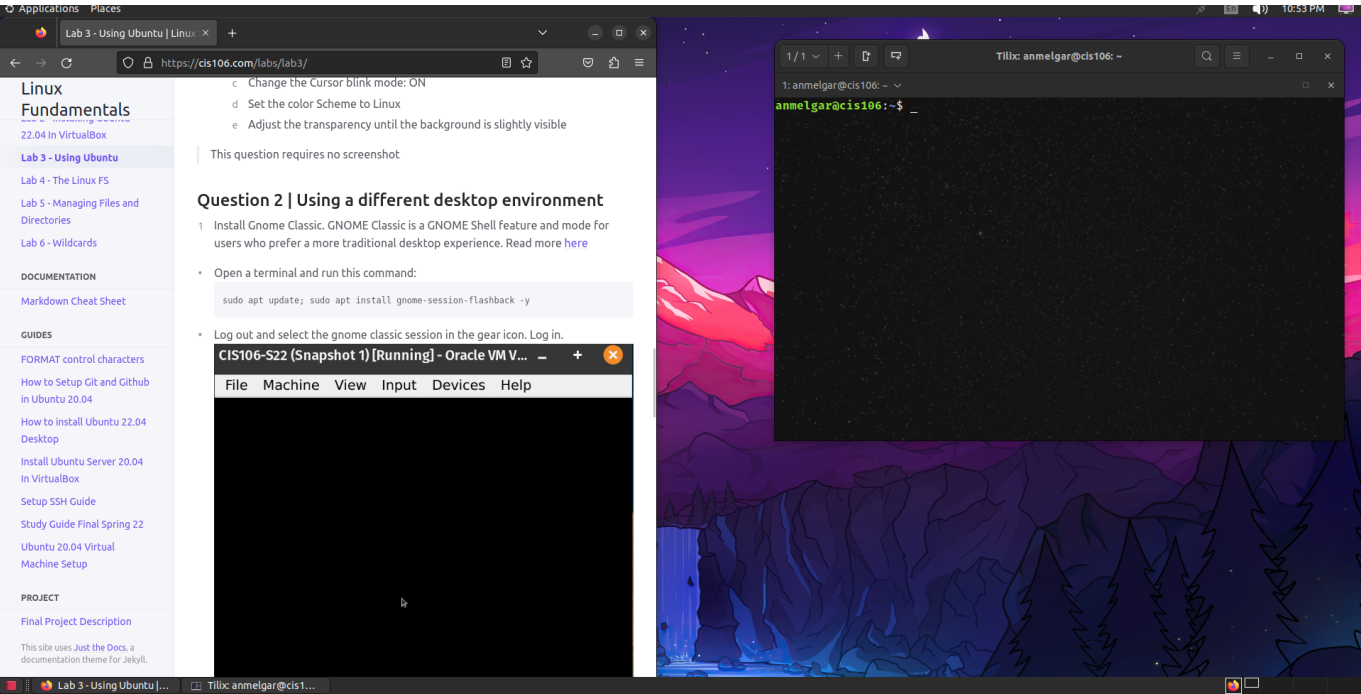 Applications Places
En 10:53 PM
Lab 3 - Using Ubuntu | Linux
https://cis106.com/labs/lab3/
Linux
Fundamentals
22.04 In VirtualBox
Lab 3 - Using Ubuntu
Lab 4 - The Linux FS
Lab 5 - Managing Files and
Directories
Lab 6 - Wildcards
DOCUMENTATION
Markdown Cheat Sheet
GUIDES
FORMAT control characters
How to Setup Git and Github
in Ubuntu 20.04
How to install Ubuntu 22.04
Desktop
Install Ubuntu Server 20.04
In VirtualBox
Setup SSH Guide
Study Guide Final Spring 22
Ubuntu 20.04 Virtual
Machine Setup
PROJECT
Final Project Description
This site uses Just the Docs, a
documentation theme for Jekyll.
c Change the Cursor blink mode: ON
d Set the color Scheme to Linux
e Adjust the transparency until the background is slightly visible
This question requires no screenshot
Question 2 | Using a different desktop environment
1 Install Gnome Classic. GNOME Classic is a GNOME Shell feature and mode for
users who prefer a more traditional desktop experience. Read more here
• Open a terminal and run this command:
sudo apt update; sudo apt install gnome-session-flashback -y
• Log out and select the gnome classic session in the gear icon. Log in.
CIS106-S22 (Snapshot 1) [Running] - Oracle VM V...
File Machine View Input Devices Help
1 / 1
Tilix: anmelgar@cis106: ~
1: anmelgar@cis106: ~
anmelgar@cis106:~$ _
Lab 3 - Using Ubuntu |...
Tilix: anmelgar@cis1...